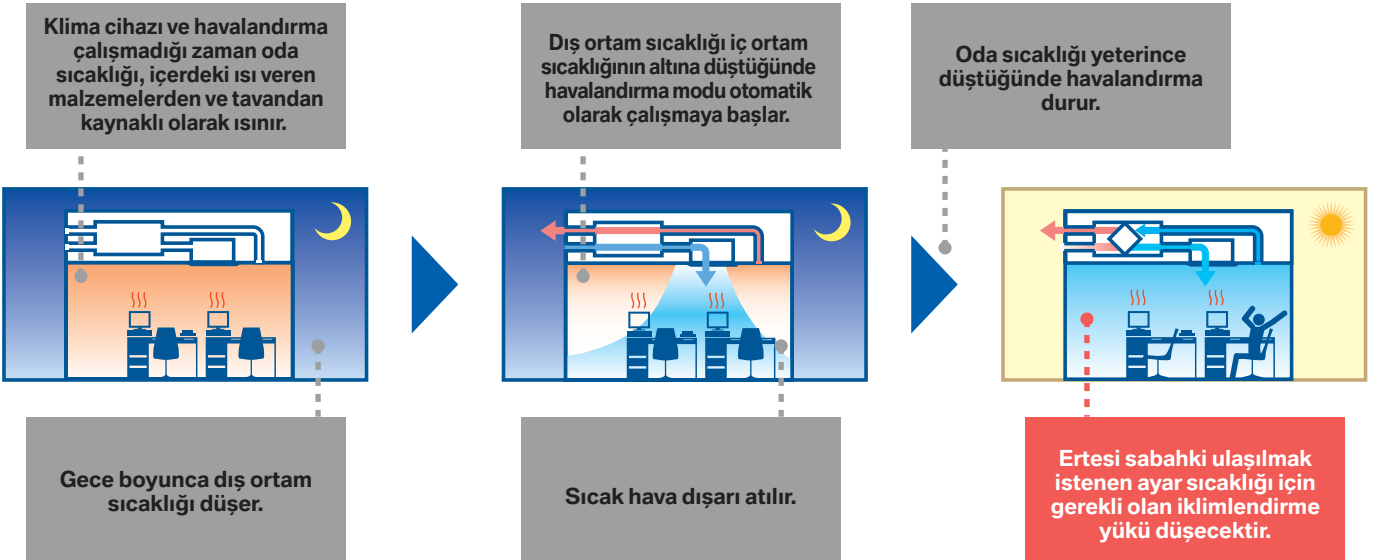 Klima cihazı ve havalandırma
çalışmadığı zaman oda
sıcaklığı, içerdeki ısı veren
malzemelerden ve tavandan
kaynaklı olarak ısınır.
Dış ortam sıcaklığı iç ortam
sıcaklığının altına düştüğünde
havalandırma modu otomatik
olarak çalışmaya başlar.
Oda sıcaklığı yeterince
düştüğünde havalandırma
durur.
Gece boyunca dış ortam
sıcaklığı düşer.
Sıcak hava dışarı atılır.
Ertesi sabahki ulaşılmak
istenen ayar sıcaklığı için
gerekli olan iklimlendirme
yükü düşecektir.